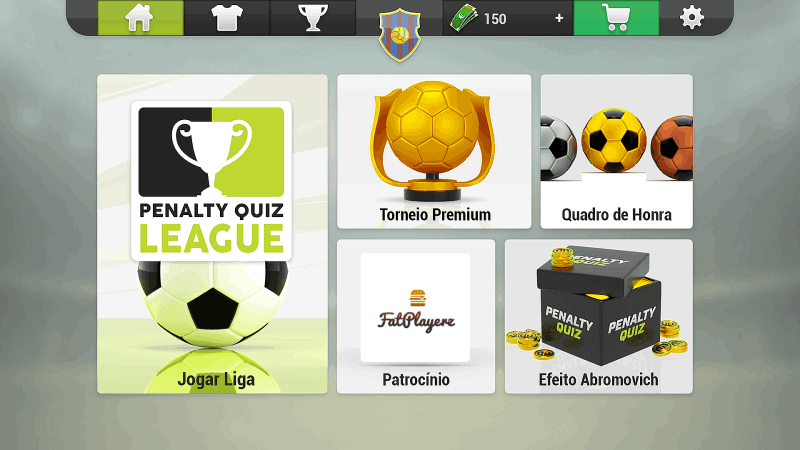 150
+
PENALTY QUIZ
LEAGUE
Jogar Liga
Torneio Premium
Quadro de Honra
FatPlayerz
Patrocínio
PENALTY
QUIZ
PENALTY
QUIZ
PENALTY
QUIZ
Efeito Abromovich